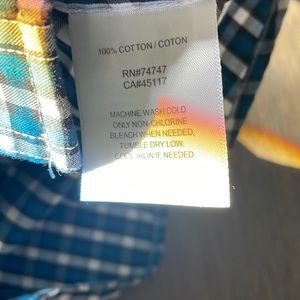 100% COTTON / COTON
RN#74747
CA#45117
MACHINE WASH COLD
ONLY NON-CHLORINE
BLEACH WHEN NEEDED,
TUMBLE DRY LOW,
COOL IRON IF NEEDED